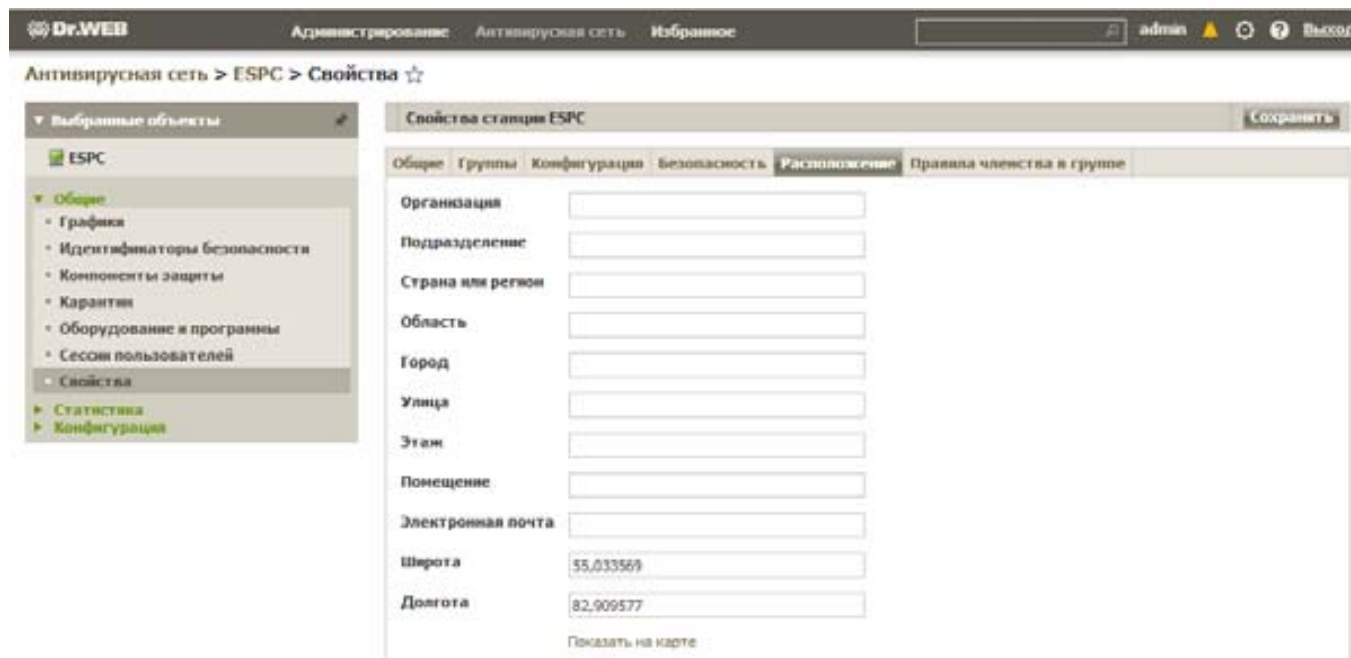 Dr.WEB
Администрирование Антивирусная сеть Избранное admin Выход
Антивирусная сеть > ESPC > Свойства
Выбранные объекты
ESPC
Общие
Графики
Идентификаторы безопасности
Компоненты защиты
Карантин
Оборудование и программы
Сессии пользователей
Свойства
Статистика
Конфигурация
Свойства станции ESPC Сохранить
Общие Группы Конфигурация Безопасность Расположение Правила членства в группе
Организация
Подразделение
Страна или регион
Область
Город
Улица
Этаж
Помещение
Электронная почта
Широта 55,033569
Долгота 82,909577
Показать на карте